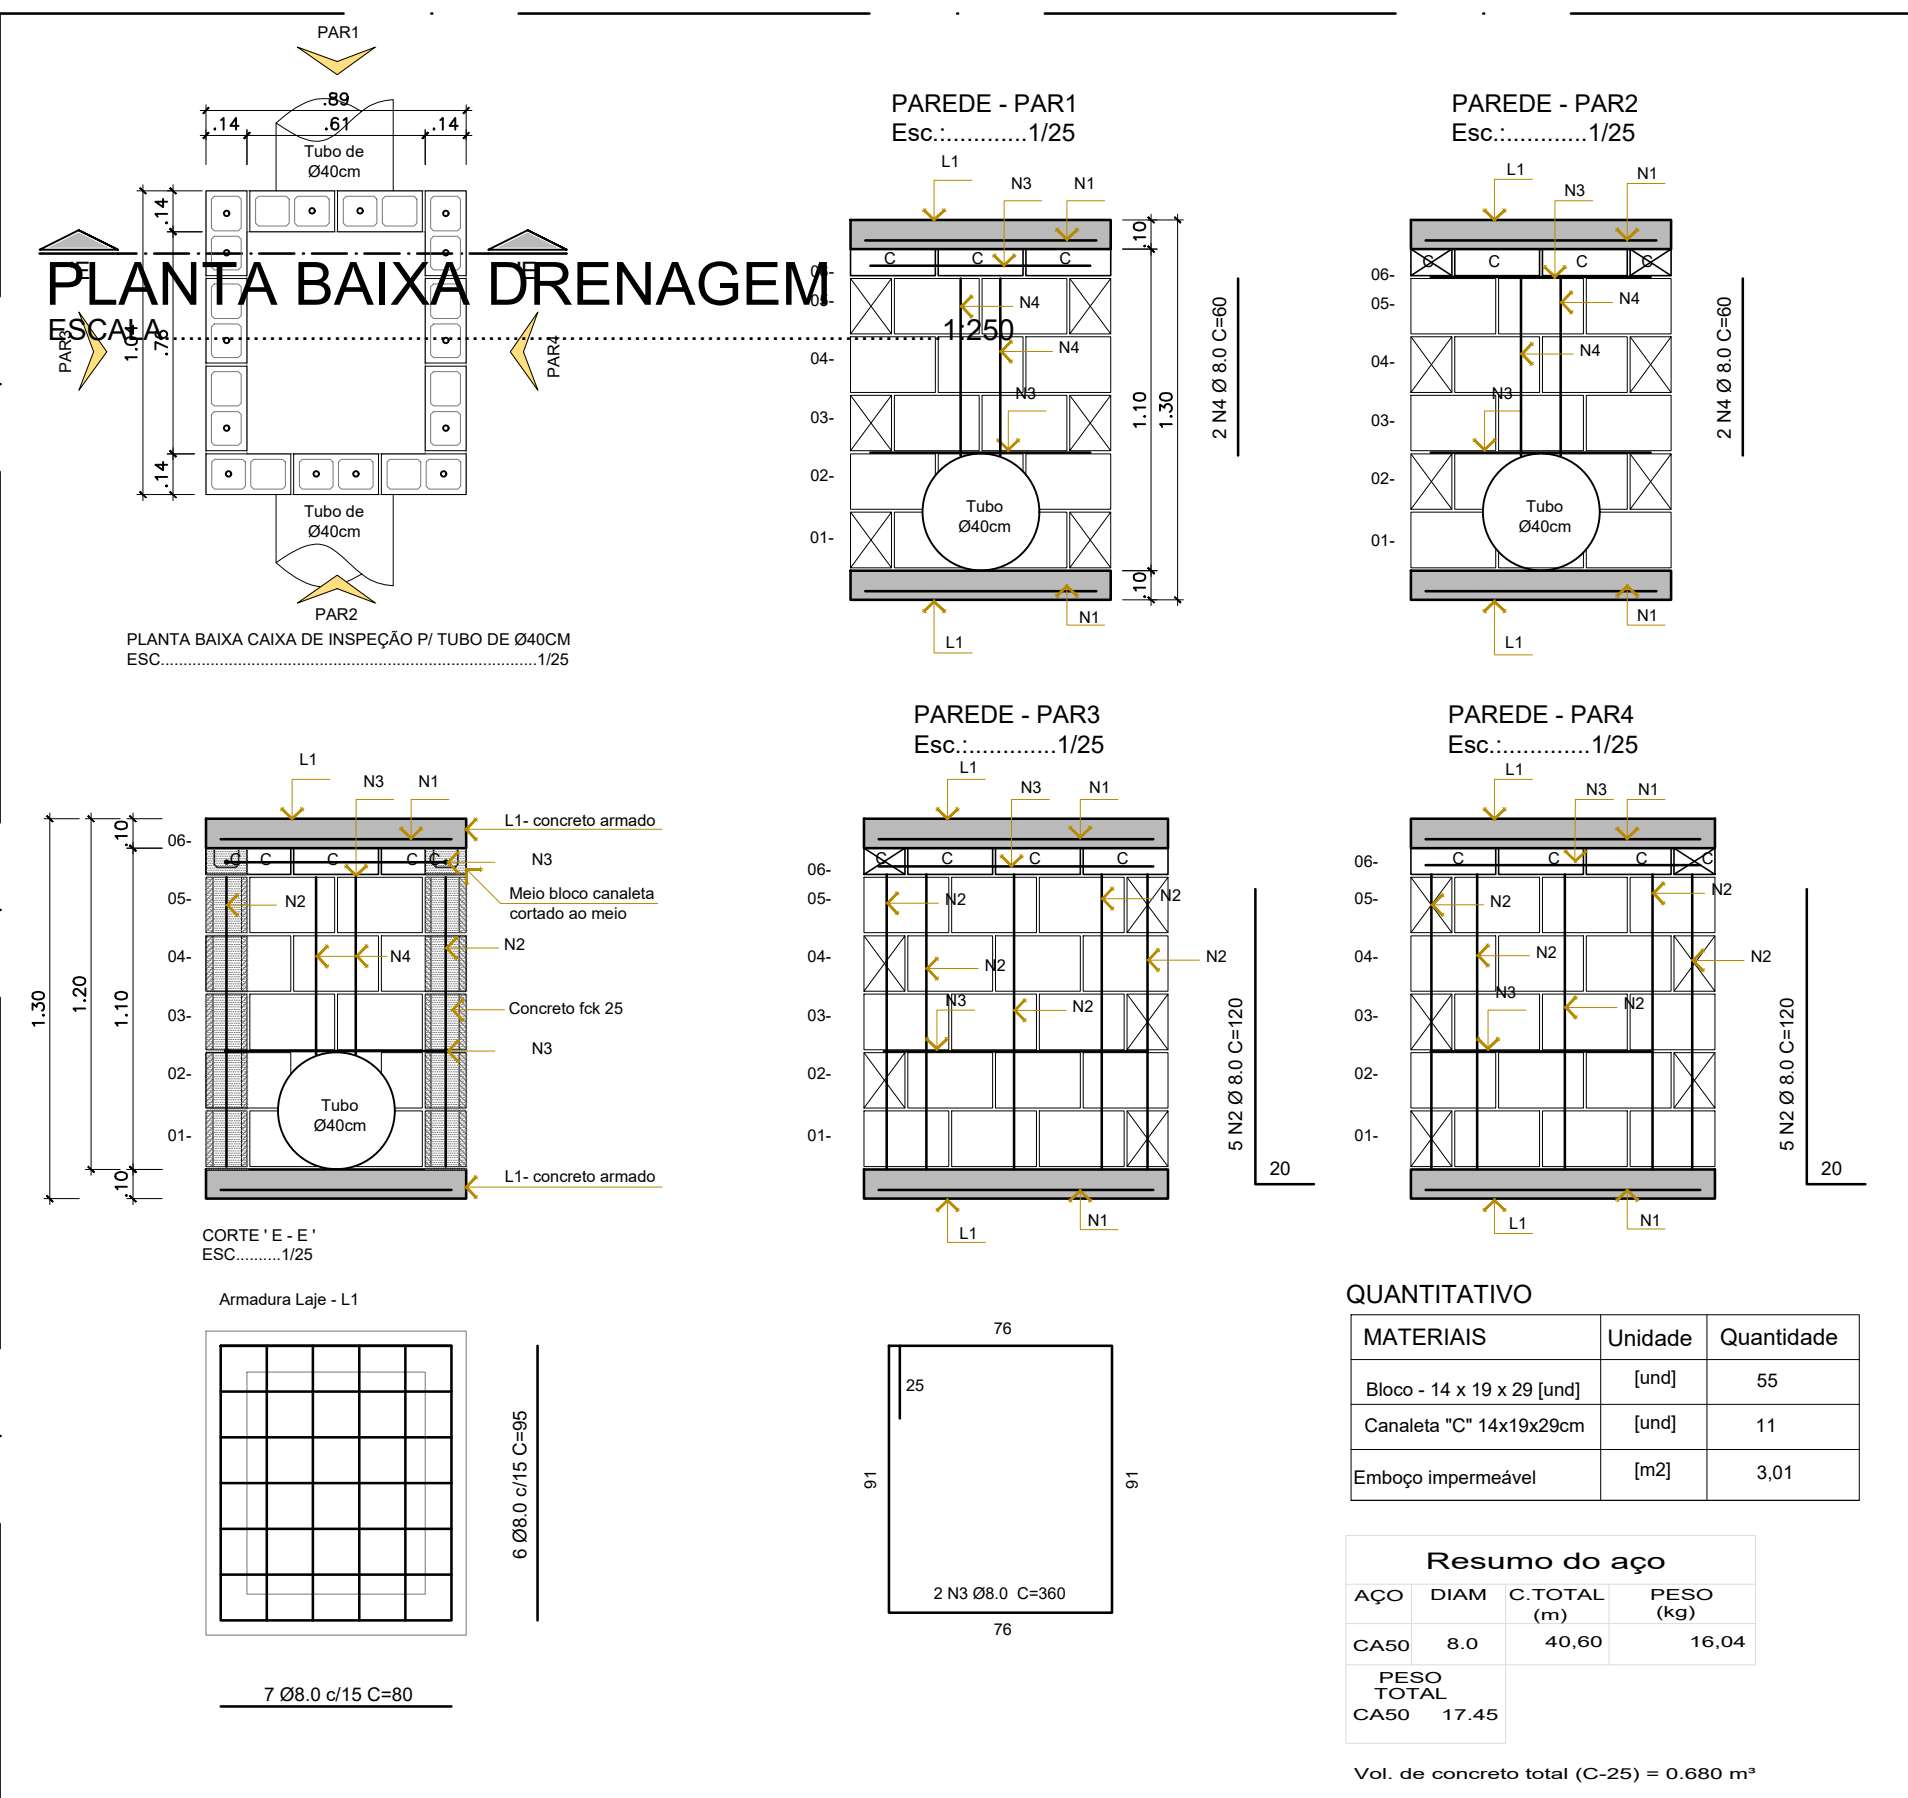 PAR1
.89
.14
.61
.14
Tubo de
Ø40cm
.14
1.04
.76
.14
E
E
PAR3
PAR4
PLANTA BAIXA DRENAGEM
ESCALA
1:250
Tubo de
Ø40cm
PAR2
PLANTA BAIXA CAIXA DE INSPEÇÃO P/ TUBO DE Ø40CM
ESC....................................................................................1/25
PAREDE - PAR1
Esc.:............1/25
L1
N3
N1
C
C
C
06-
05-
04-
03-
02-
01-
N4
N4
N3
Tubo
Ø40cm
L1
N1
.10
1.10
1.30
.10
2 N4 Ø 8.0 C=60
PAREDE - PAR2
Esc.:............1/25
L1
N3
N1
C
C
C
C
06-
05-
04-
03-
02-
01-
N4
N4
N3
Tubo
Ø40cm
L1
N1
2 N4 Ø 8.0 C=60
L1
N3
N1
L1- concreto armado
N3
Meio bloco canaleta
cortado ao meio
N2
N2
N4
Concreto fck 25
N3
C
C
C
C
C
06-
05-
04-
03-
02-
01-
Tubo
Ø40cm
L1- concreto armado
1.30
1.20
.10
1.10
.10
CORTE ' E - E '
ESC..........1/25
PAREDE - PAR3
Esc.:.............1/25
L1
N3
N1
C
C
C
C
06-
05-
04-
03-
02-
01-
N2
N2
N2
N2
N3
N2
L1
N1
5 N2 Ø 8.0 C=120
20
PAREDE - PAR4
Esc.:.............1/25
L1
N3
N1
C
C
C
C
06-
05-
04-
03-
02-
01-
N2
N2
N2
N2
N3
N2
L1
N1
5 N2 Ø 8.0 C=120
20
Armadura Laje - L1
6 Ø8.0 c/15 C=95
7 Ø8.0 c/15 C=80
76
25
91
91
2 N3 Ø8.0 C=360
76
QUANTITATIVO
MATERIAIS Unidade Quantidade
Bloco - 14 x 19 x 29 [und] [und] 55
Canaleta "C" 14x19x29cm [und] 11
Emboço impermeável [m2] 3,01
Resumo do aço
AÇO DIAM C.TOTAL PESO
(m) (kg)
CA50 8.0 40,60 16,04
PESO
TOTAL
CA50 17.45
Vol. de concreto total (C-25) = 0.680 m³